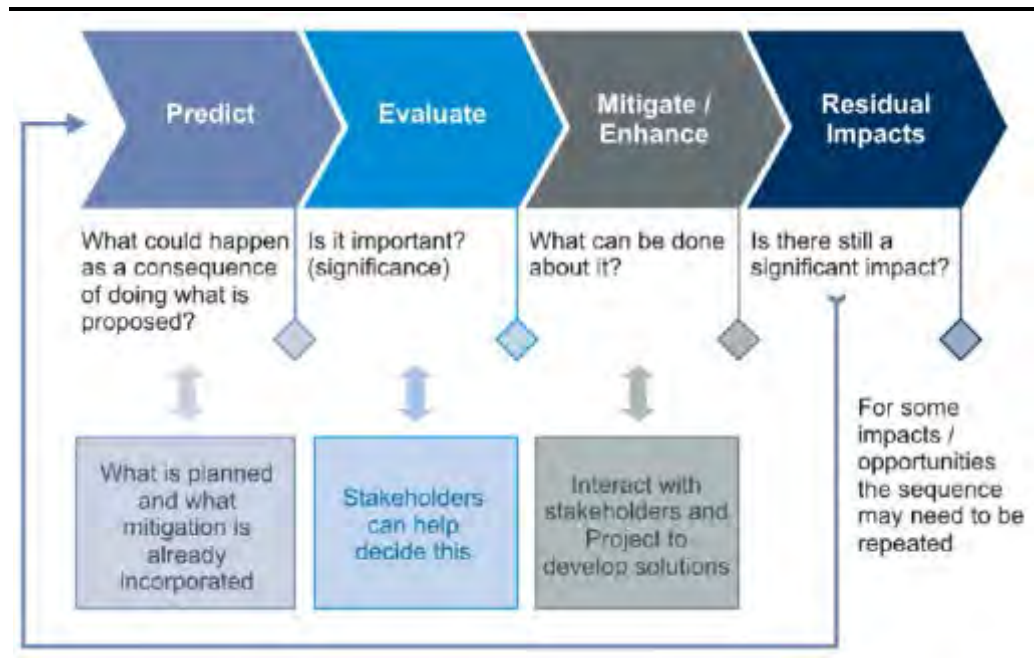 Predict
Evaluate
Mitigate /
Enhance
Residual
Impacts
What could happen
as a consequence
of doing what is
proposed?
Is it important?
(significance)
What can be done
about it?
Is there still a
significant impact?
What is planned
and what
mitigation is
already
incorporated
Stakeholders
can help
decide this
Interact with
stakeholders and
Project to
develop solutions
For some
impacts /
opportunities
the sequence
may need to be
repeated